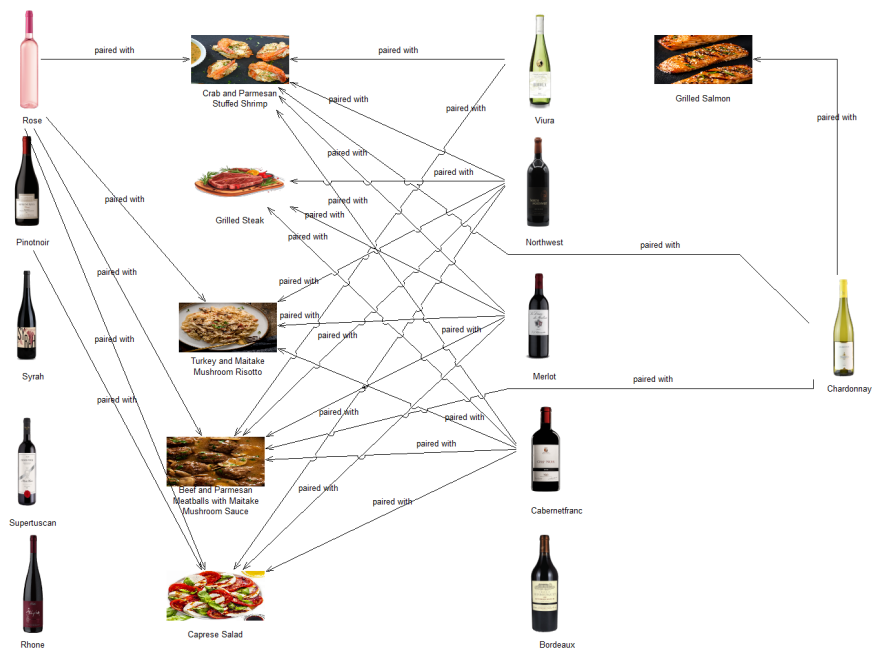 paired with
paired with
Crab and Parmesan
Stuffed Shrimp
Grilled Salmon
Rose
Viura
paired with
paired with
paired with
paired with
paired with
paired with
paired with
paired with
Grilled Steak
paired with
Pinotnoir
Northwest
paired with
paired with
paired with
paired with
paired with
paired with
paired with
Turkey and Maitake
Mushroom Risotto
Syrah
Merlot
paired with
Chardonnay
paired with
paired with
paired with
paired with
Beef and Parmesan
Meatballs with Maitake
Mushroom Sauce
paired with
paired with
Cabernetfranc
Supertuscan
Caprese Salad
Rhone
Bordeaux